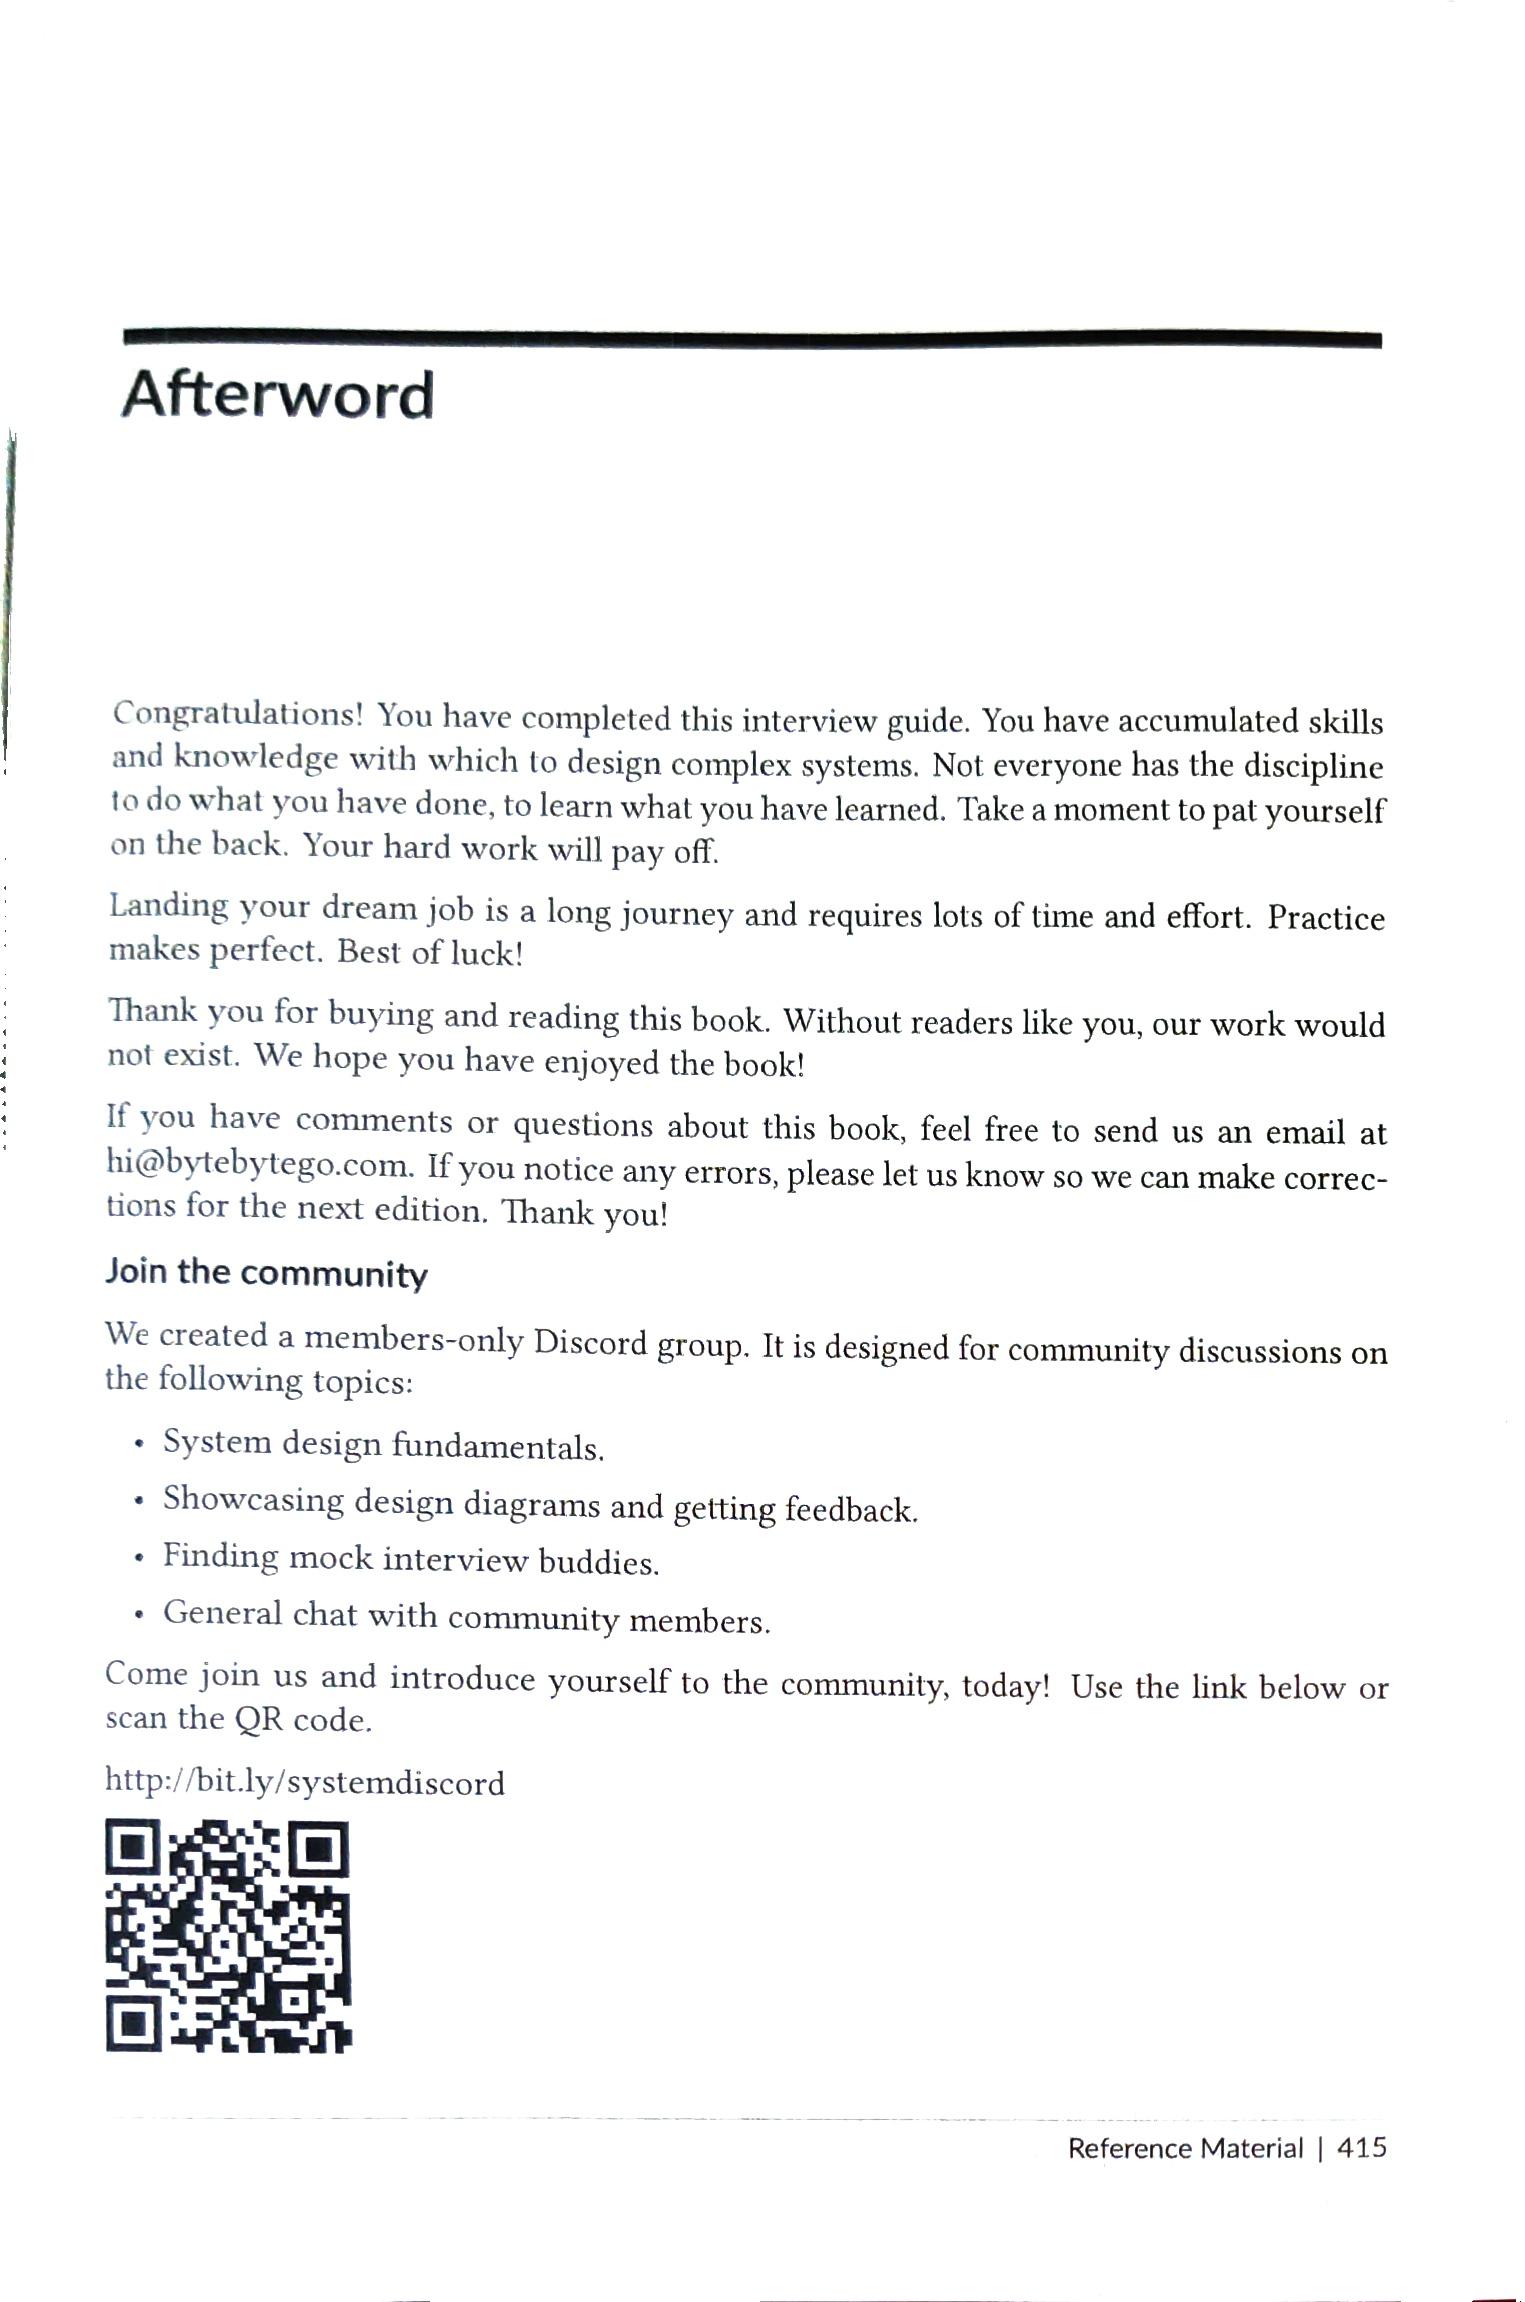 Afterword
Congratulations! You have completed this interview guide. You have accumulated skills
and knowledge with which to design complex systems. Not everyone has the discipline
to do what you have done, to learn what you have learned. Take a moment to pat yourself
on the back. Your hard work will pay off.
Landing your dream job is a long journey and requires lots of time and effort. Practice
makes perfect. Best of luck!
Thank you for buying and reading this book. Without readers like you, our work would
not exist. We hope you have enjoyed the book!
If you have comments or questions about this book, feel free to send us an email at
hi@bytebytego.com. If you notice any errors, please let us know so we can make correc-
tions for the next edition. Thank you!
Join the community
We created a members-only Discord group. It is designed for community discussions on
the following topics:
• System design fundamentals.
• Showcasing design diagrams and getting feedback.
• Finding mock interview buddies.
• General chat with community members.
Come join us and introduce yourself to the community, today! Use the link below or
scan the QR code.
http://bit.ly/systemdiscord
Reference Material | 415